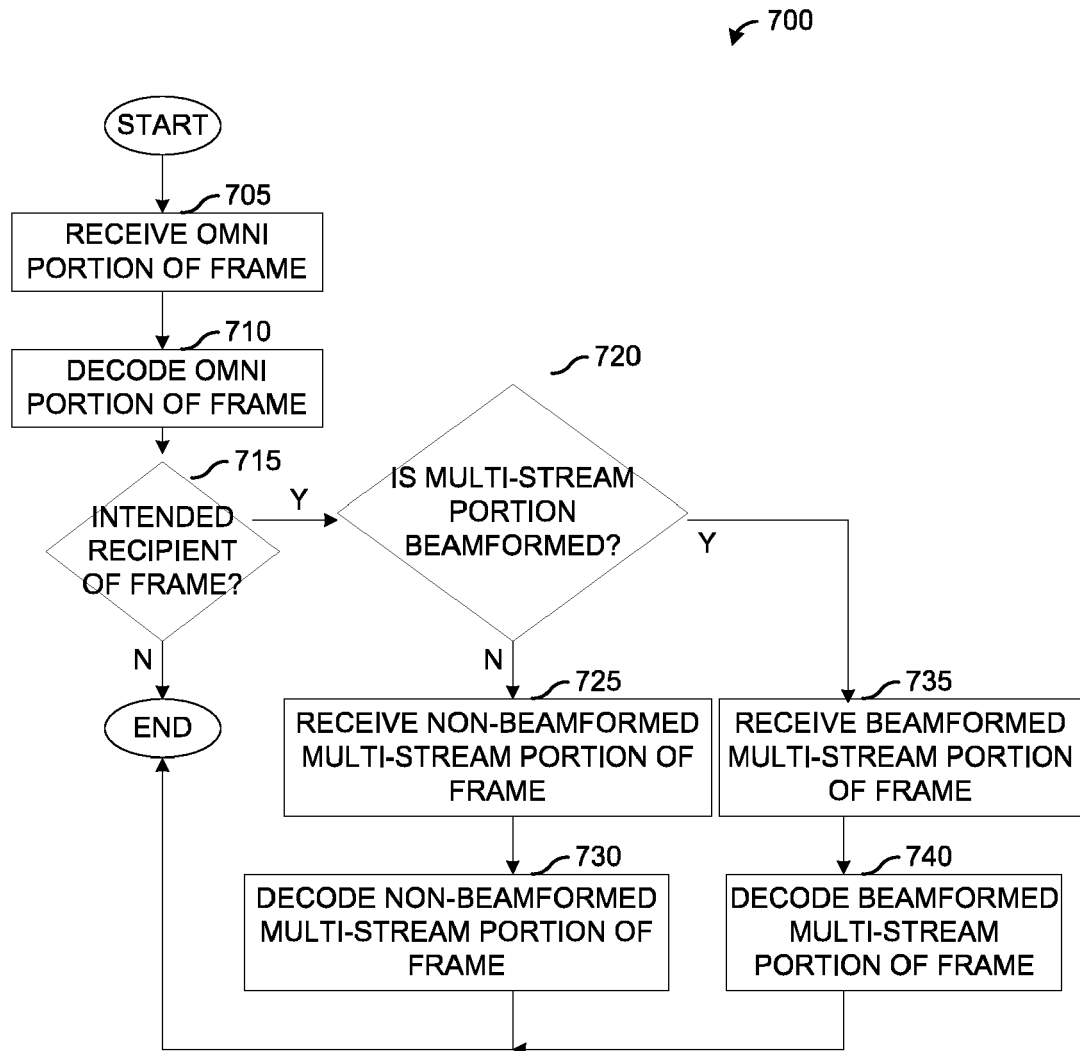 700
START
705
RECEIVE OMNI
PORTION OF FRAME
710
DECODE OMNI
PORTION OF FRAME
715
INTENDED
RECIPIENT
OF FRAME?
Y
N
720
IS MULTI-STREAM
PORTION
BEAMFORMED?
Y
N
END
725
RECEIVE NON-BEAMFORMED
MULTI-STREAM PORTION OF
FRAME
735
RECEIVE BEAMFORMED
MULTI-STREAM PORTION
OF FRAME
730
DECODE NON-BEAMFORMED
MULTI-STREAM PORTION OF
FRAME
740
DECODE BEAMFORMED
MULTI-STREAM
PORTION OF FRAME